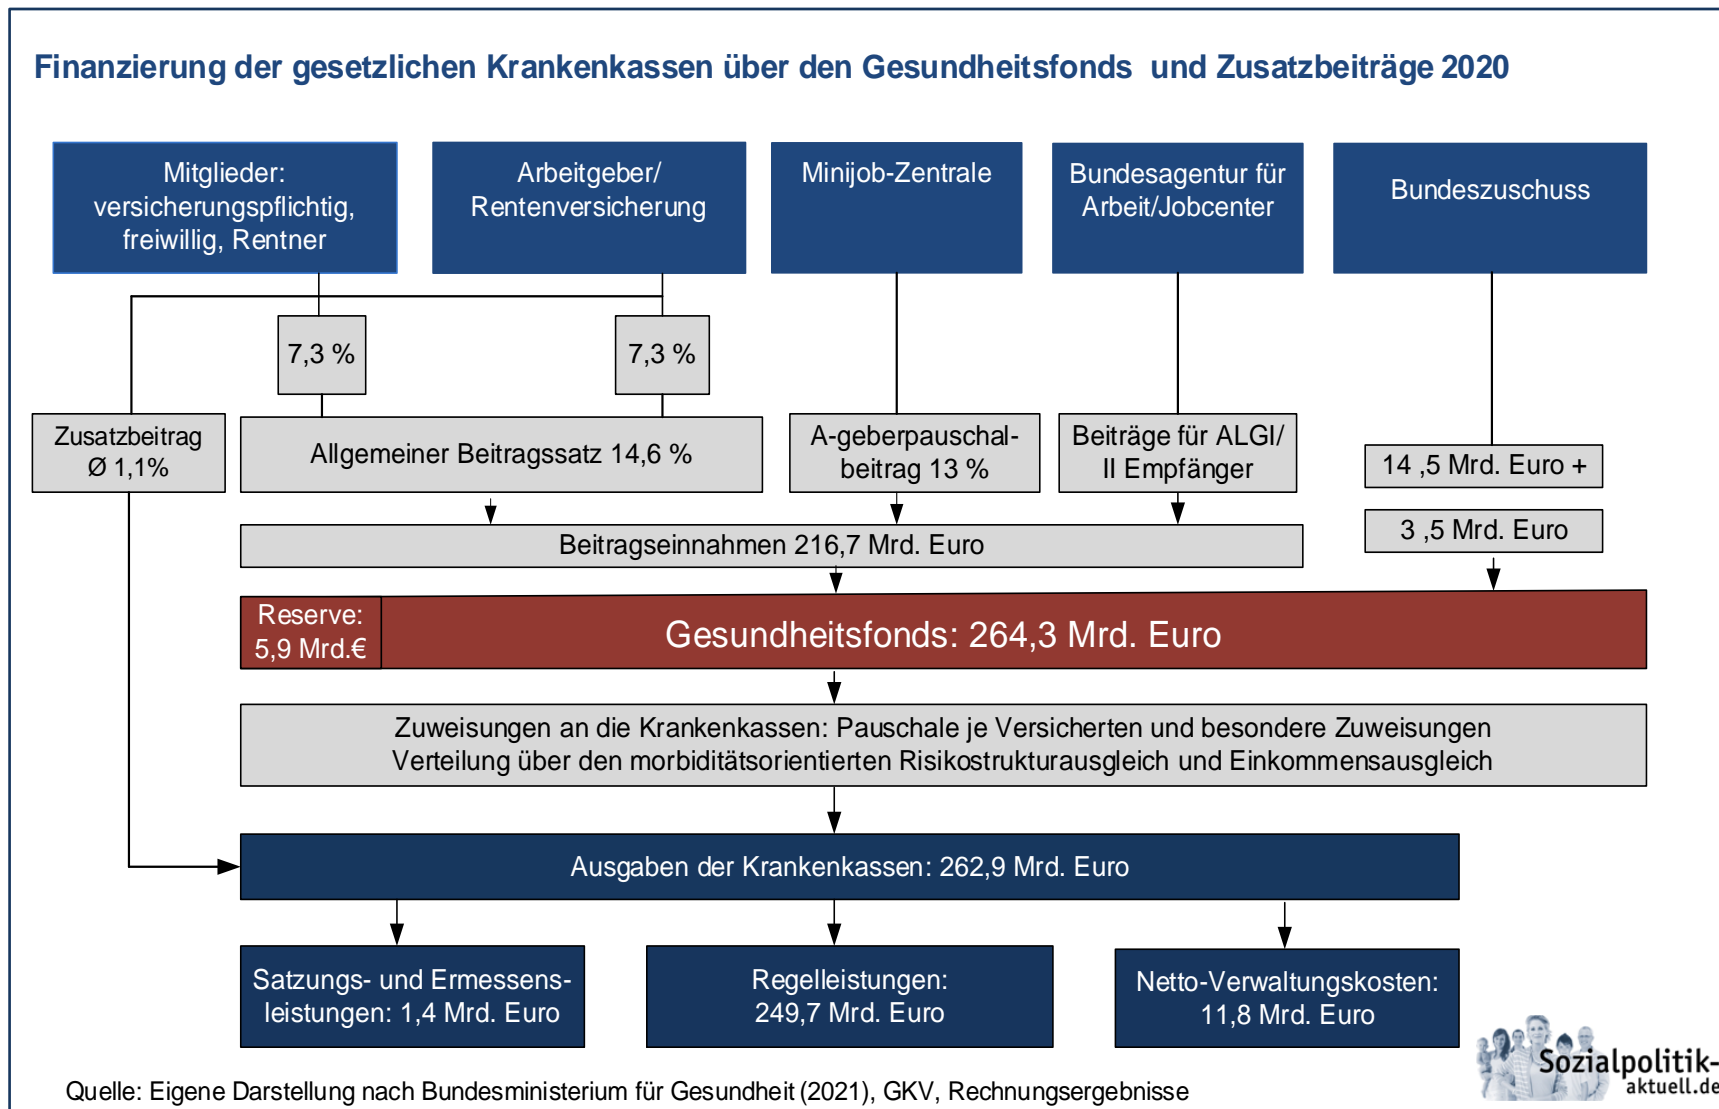 Finanzierung der gesetzlichen Krankenkassen über den Gesundheitsfonds und Zusatzbeiträge 2020
Mitglieder:
versicherungspflichtig,
freiwillig, Rentner
Arbeitgeber/
Rentenversicherung
Minijob-Zentrale
Bundesagentur für
Arbeit/Jobcenter
Bundeszuschuss
7,3 %
7,3 %
Zusatzbeitrag
Ø 1,1%
Allgemeiner Beitragssatz 14,6 %
A-geberpauschal-
beitrag 13 %
Beiträge für ALGI/
II Empfänger
14 ,5 Mrd. Euro +
3 ,5 Mrd. Euro
Beitragseinnahmen 216,7 Mrd. Euro
Reserve:
5,9 Mrd.€
Gesundheitsfonds: 264,3 Mrd. Euro
Zuweisungen an die Krankenkassen: Pauschale je Versicherten und besondere Zuweisungen
Verteilung über den morbiditätsorientierten Risikostrukturausgleich und Einkommensausgleich
Ausgaben der Krankenkassen: 262,9 Mrd. Euro
Satzungs- und Ermessens-
leistungen: 1,4 Mrd. Euro
Regelleistungen:
249,7 Mrd. Euro
Netto-Verwaltungskosten:
11,8 Mrd. Euro
Quelle: Eigene Darstellung nach Bundesministerium für Gesundheit (2021), GKV, Rechnungsergebnisse
Sozialpolitik-
aktuell.de